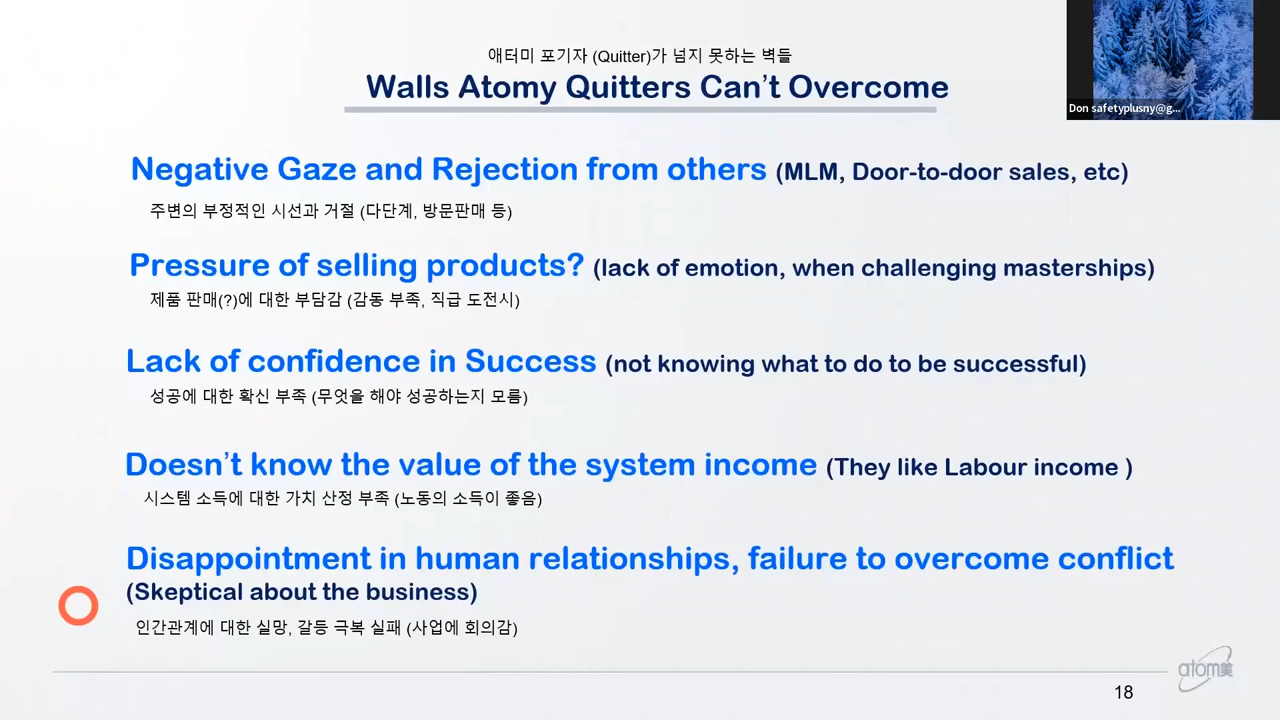 애터미 포기자 (Quitter)가 넘지 못하는 벽들
Walls Atomy Quitters Can't Overcome
Don safetyplusny@g...
Negative Gaze and Rejection from others (MLM, Door-to-door sales, etc)
주변의 부정적인 시선과 거절 (다단계, 방문판매 등)
Pressure of selling products? (lack of emotion, when challenging masterships)
제품 판매(?)에 대한 부담감 (감동 부족, 직급 도전시)
Lack of confidence in Success (not knowing what to do to be successful)
성공에 대한 확신 부족 (무엇을 해야 성공하는지 모름)
Doesn't know the value of the system income (They like Labour income )
시스템 소득에 대한 가치 산정 부족 (노동의 소득이 좋음)
Disappointment in human relationships, failure to overcome conflict
(Skeptical about the business)
인간관계에 대한 실망, 갈등 극복 실패 (사업에 회의감)
atom美
18